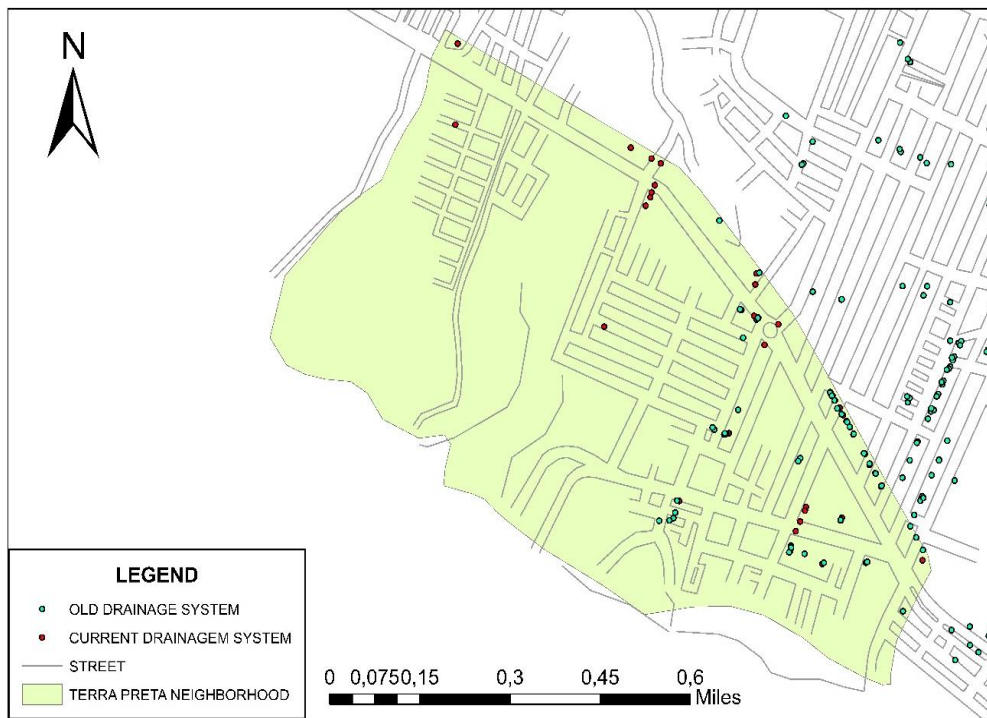 N
LEGEND
OLD DRAINAGE SYSTEM
CURRENT DRAINAGEM SYSTEM
STREET
TERRA PRETA NEIGHBORHOOD
0 0,0750,15 0,3 0,45 0,6
Miles